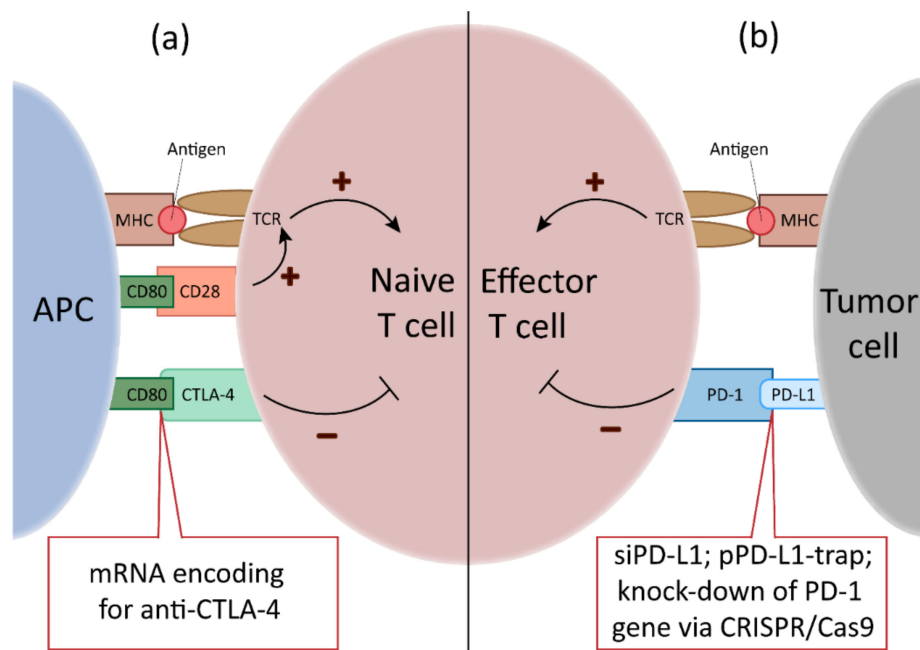 (a)
(b)
Antigen
Antigen
+
+
MHC
TCR
TCR
MHC
CD80
CD28
+
APC
Naive
T cell
Effector
T cell
Tumor
cell
CD80
CTLA-4
PD-1
PD-L1
−
−
mRNA encoding
for anti-CTLA-4
siPD-L1; pPD-L1-trap;
knock-down of PD-1
gene via CRISPR/Cas9